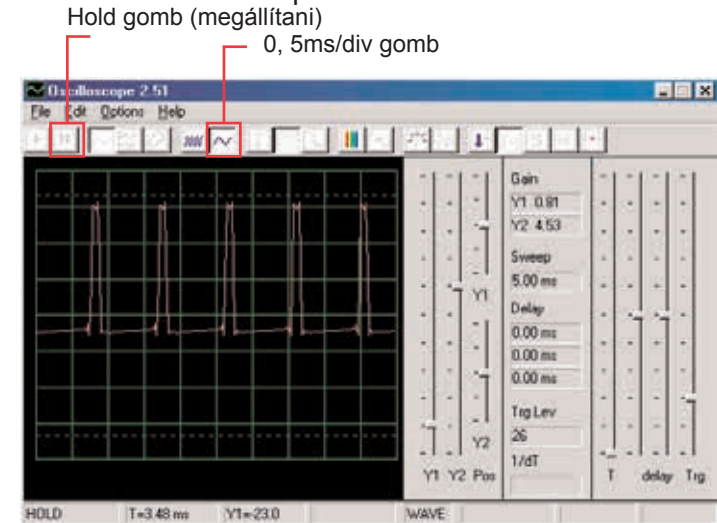 Hold gomb (megállítani)
0, 5ms/div gomb
Oscilloscope 2.51
File Edit Options Help
Gain
Y1 0.81
Y2 4.53
Sweep
5.00 ms
Delay
0.00 ms
0.00 ms
0.00 ms
Trg Lev
26
1/dT
Y1
Y2
Y1 Y2 Pos
T delay Trg
HOLD T=3.48 ms Y1=-23.0 WAVE